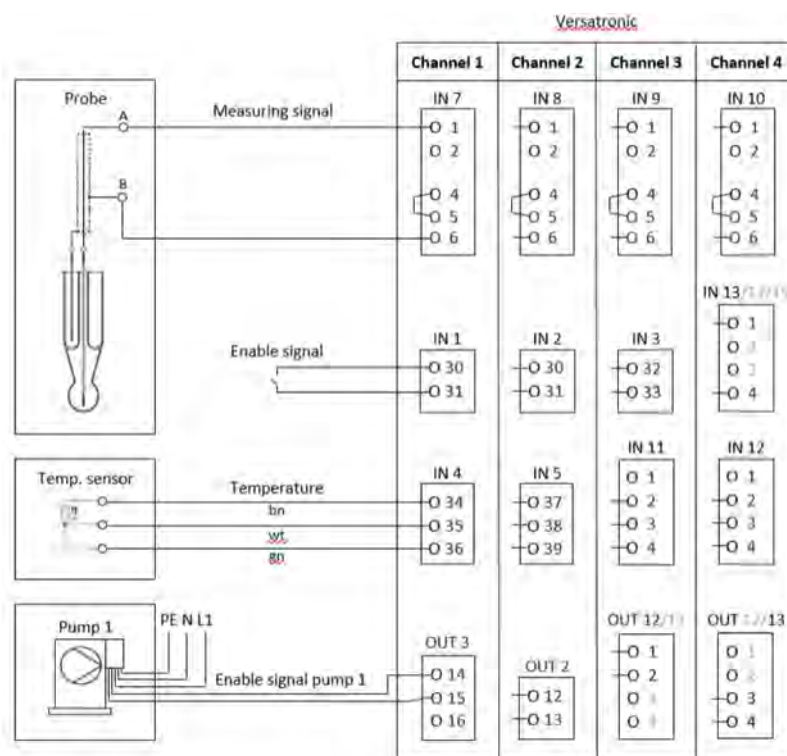 Versatronic
Channel 1 Channel 2 Channel 3 Channel 4
Probe
A
Measuring signal
B
IN 7
1
2
4
5
6
IN 8
1
2
4
5
6
IN 9
1
2
4
5
6
IN 10
1
2
4
5
6
Enable signal
IN 1
30
31
IN 2
30
31
IN 3
32
33
IN 13/
1
4
Temp. sensor
Temperature
bn
wt
gn
IN 4
34
35
36
IN 5
37
38
39
IN 11
1
2
3
4
IN 12
1
2
3
4
Pump 1
PE N L1
Enable signal pump 1
OUT 3
14
15
16
OUT 2
12
13
OUT 12/13
1
2
OUT 12/13
3
4